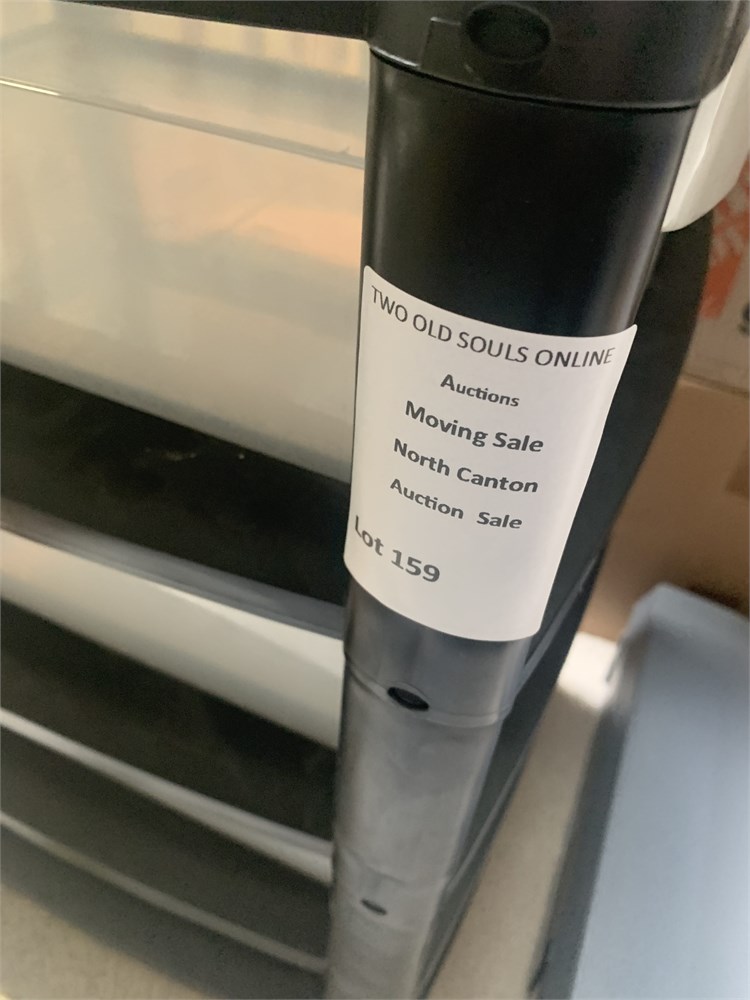 TWO OLD SOULS ONLINE
Auctions
Moving Sale
North Canton
Auction Sale
Lot 159